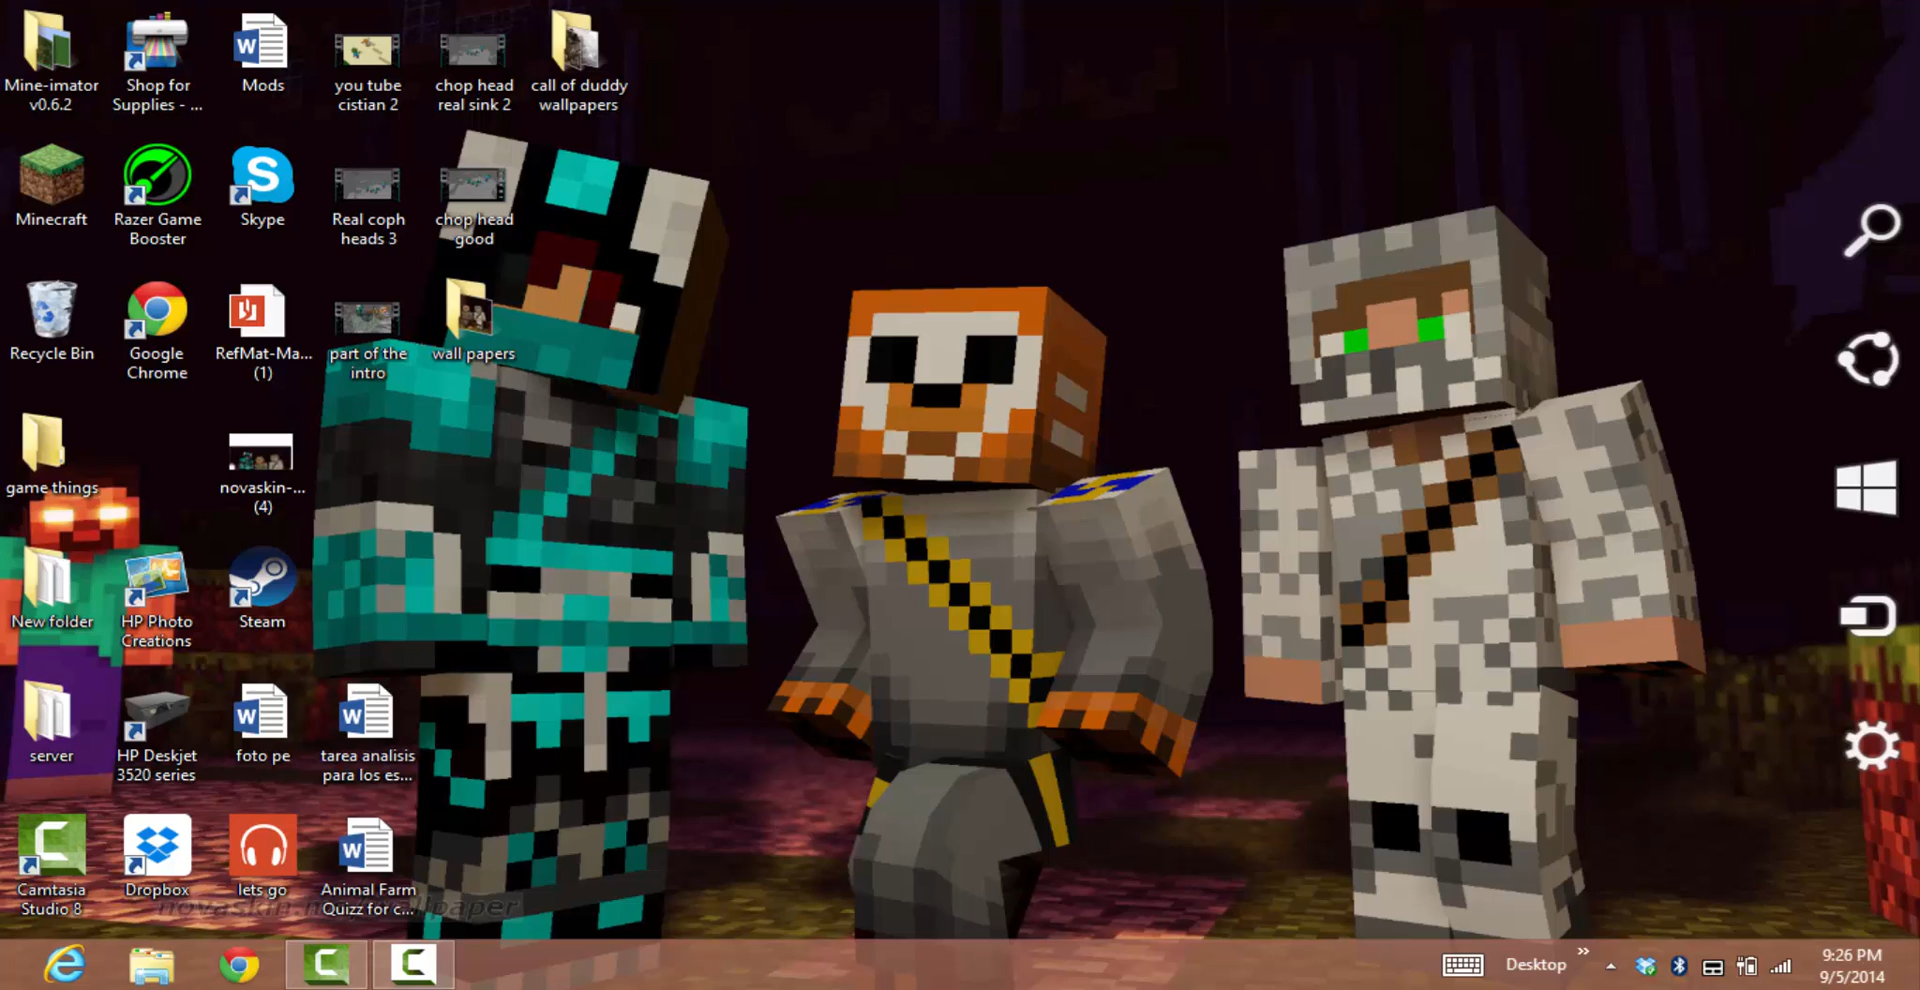 Mine-imator
v0.6.2
Shop for
Supplies - ...
Mods
you tube
cistian 2
chop head
real sink 2
call of duddy
wallpapers
Minecraft
Razer Game
Booster
Skype
Real coph
heads 3
chop head
good
Recycle Bin
Google
Chrome
RefMat-Ma...
(1)
part of the
intro
wall papers
game things
novaskin-...
(4)
New folder
HP Photo
Creations
Steam
server
HP Deskjet
3520 series
foto pe
tarea analisis
para los es...
Camtasia
Studio 8
Dropbox
lets go
Animal Farm
Quizz for c...
novaskin.me/wallpaper
Desktop
9:26 PM
9/5/2014